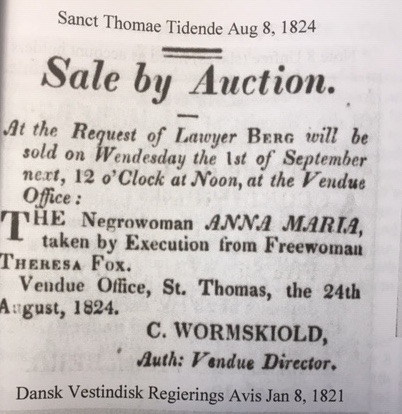 Sanct Thomae Tidende Aug 8, 1824
Sale by Auction.
At the Request of Lawyer BERG will be
sold on Wendesday the 1st of September
next, 12 o'Clock at Noon, at the Vendue
Office:
THE Negrowoman ANNA MARIA,
taken by Execution from Freewoman
THERESA FOX.
Vendue Office, St. Thomas, the 24th
August, 1824.
C. WORMSKIOLD,
Auth: Vendue Director.
Dansk Vestindisk Regierings Avis Jan 8, 1821